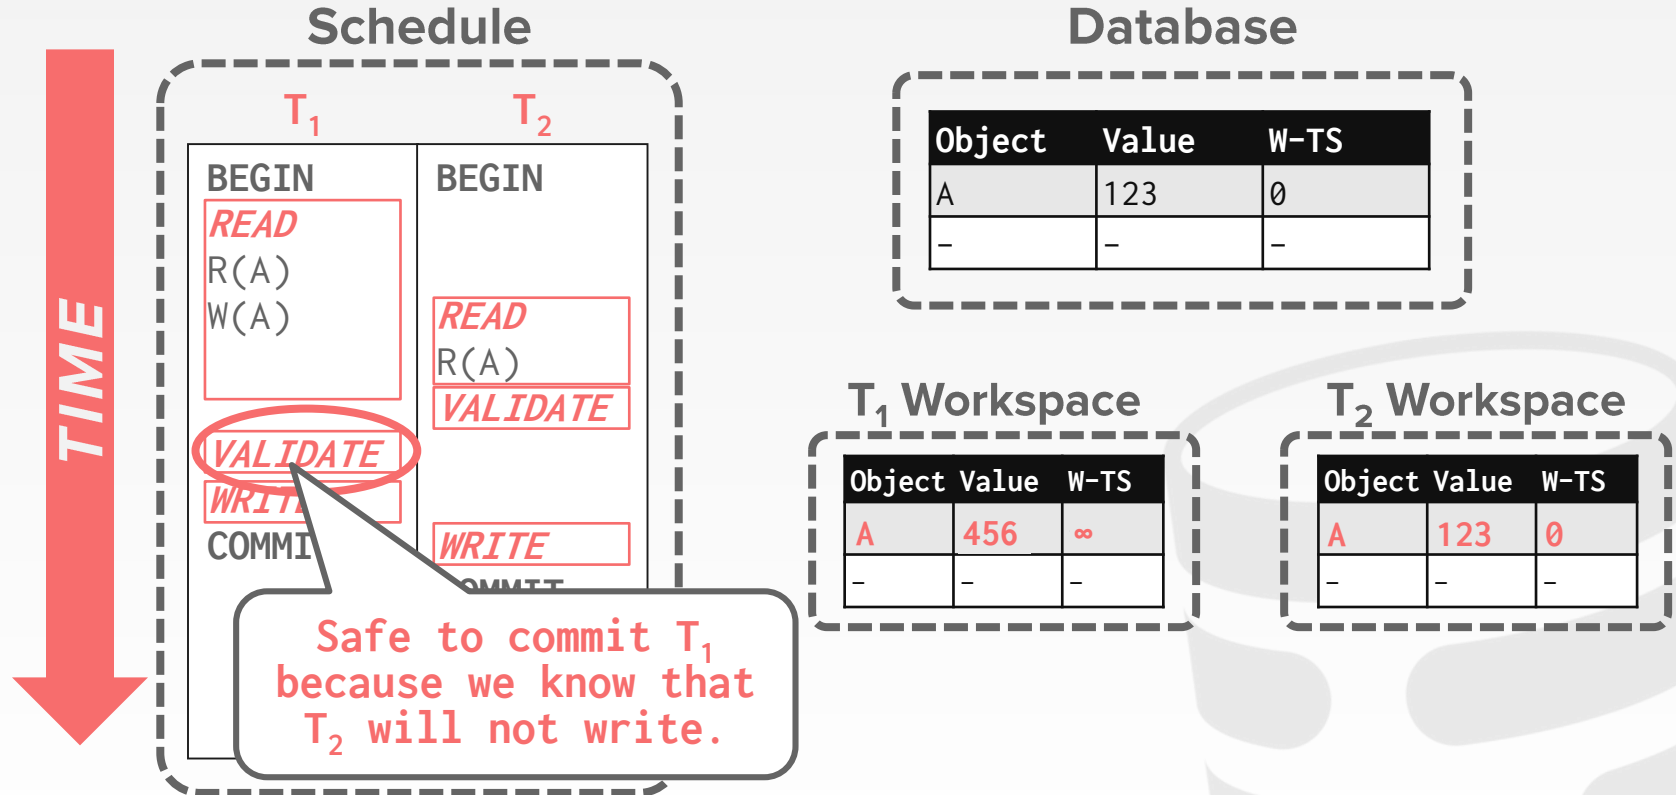 Schedule
Database
TIME
T1 T2
BEGIN BEGIN
READ
R(A)
W(A)
READ
R(A)
VALIDATE
VALIDATE
WRITE
WRITE
COMMI
COMMIT
Safe to commit T1
because we know that
T2 will not write.
Object Value W-TS
A 123 0
- - -
T1 Workspace
Object Value W-TS
A 456 ∞
- - -
T2 Workspace
Object Value W-TS
A 123 0
- - -